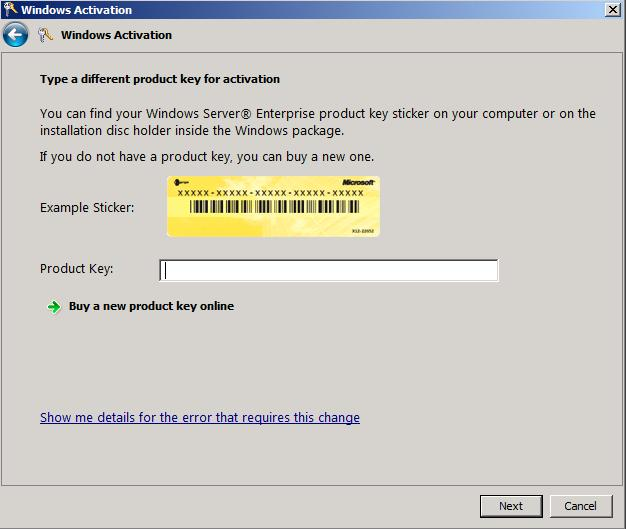 Windows Activation
Windows Activation
Type a different product key for activation
You can find your Windows Server® Enterprise product key sticker on your computer or on the
installation disc holder inside the Windows package.
If you do not have a product key, you can buy a new one.
Microsoft
XXXXX-XXXXX-XXXXX-XXXXX-XXXXX
Example Sticker:
X12-22652
Product Key:
Buy a new product key online
Show me details for the error that requires this change
Next Cancel